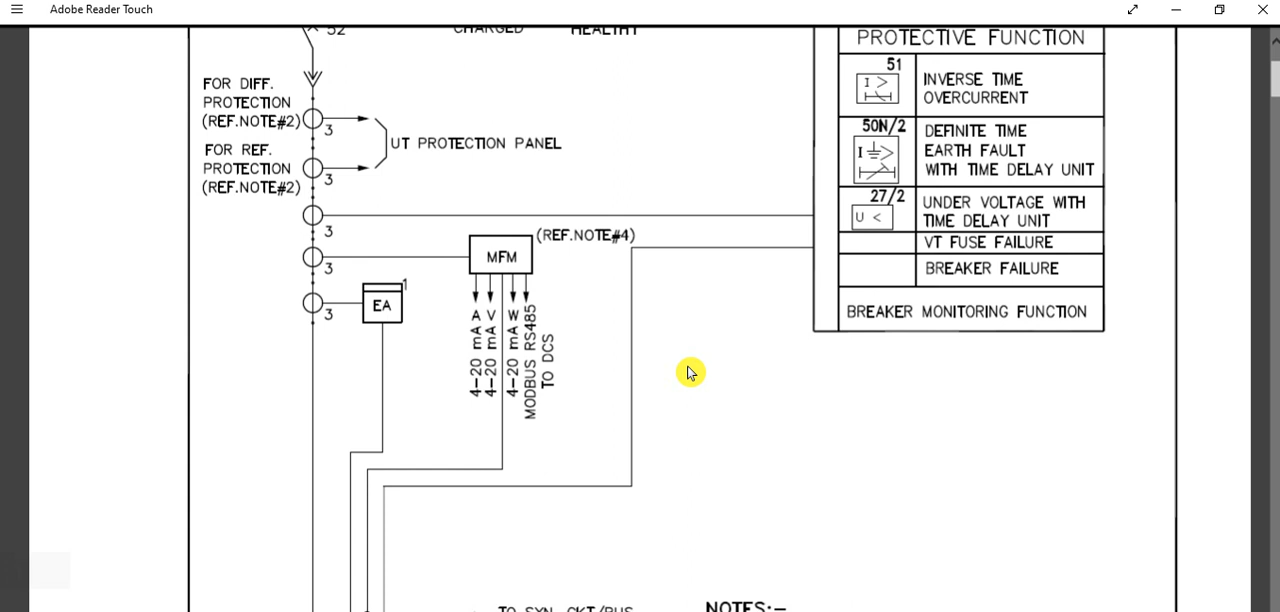 Adobe Reader Touch
52
CHARGED
HEALTHY
FOR DIFF.
PROTECTION
(REF.NOTE#2)
3
FOR REF.
PROTECTION
(REF.NOTE#2)
3
UT PROTECTION PANEL
3
3
MFM
(REF.NOTE#4)
EA
1
3
4-20 mA A
4-20 mA V
4-20 mA W
MODBUS RS485
TO DCS
PROTECTIVE FUNCTION
51
I >
INVERSE TIME
OVERCURRENT
50N/2
I >
DEFINITE TIME
EARTH FAULT
WITH TIME DELAY UNIT
27/2
U <
UNDER VOLTAGE WITH
TIME DELAY UNIT
VT FUSE FAILURE
BREAKER FAILURE
BREAKER MONITORING FUNCTION
TO SYN. CKT/BUS
NOTES:-